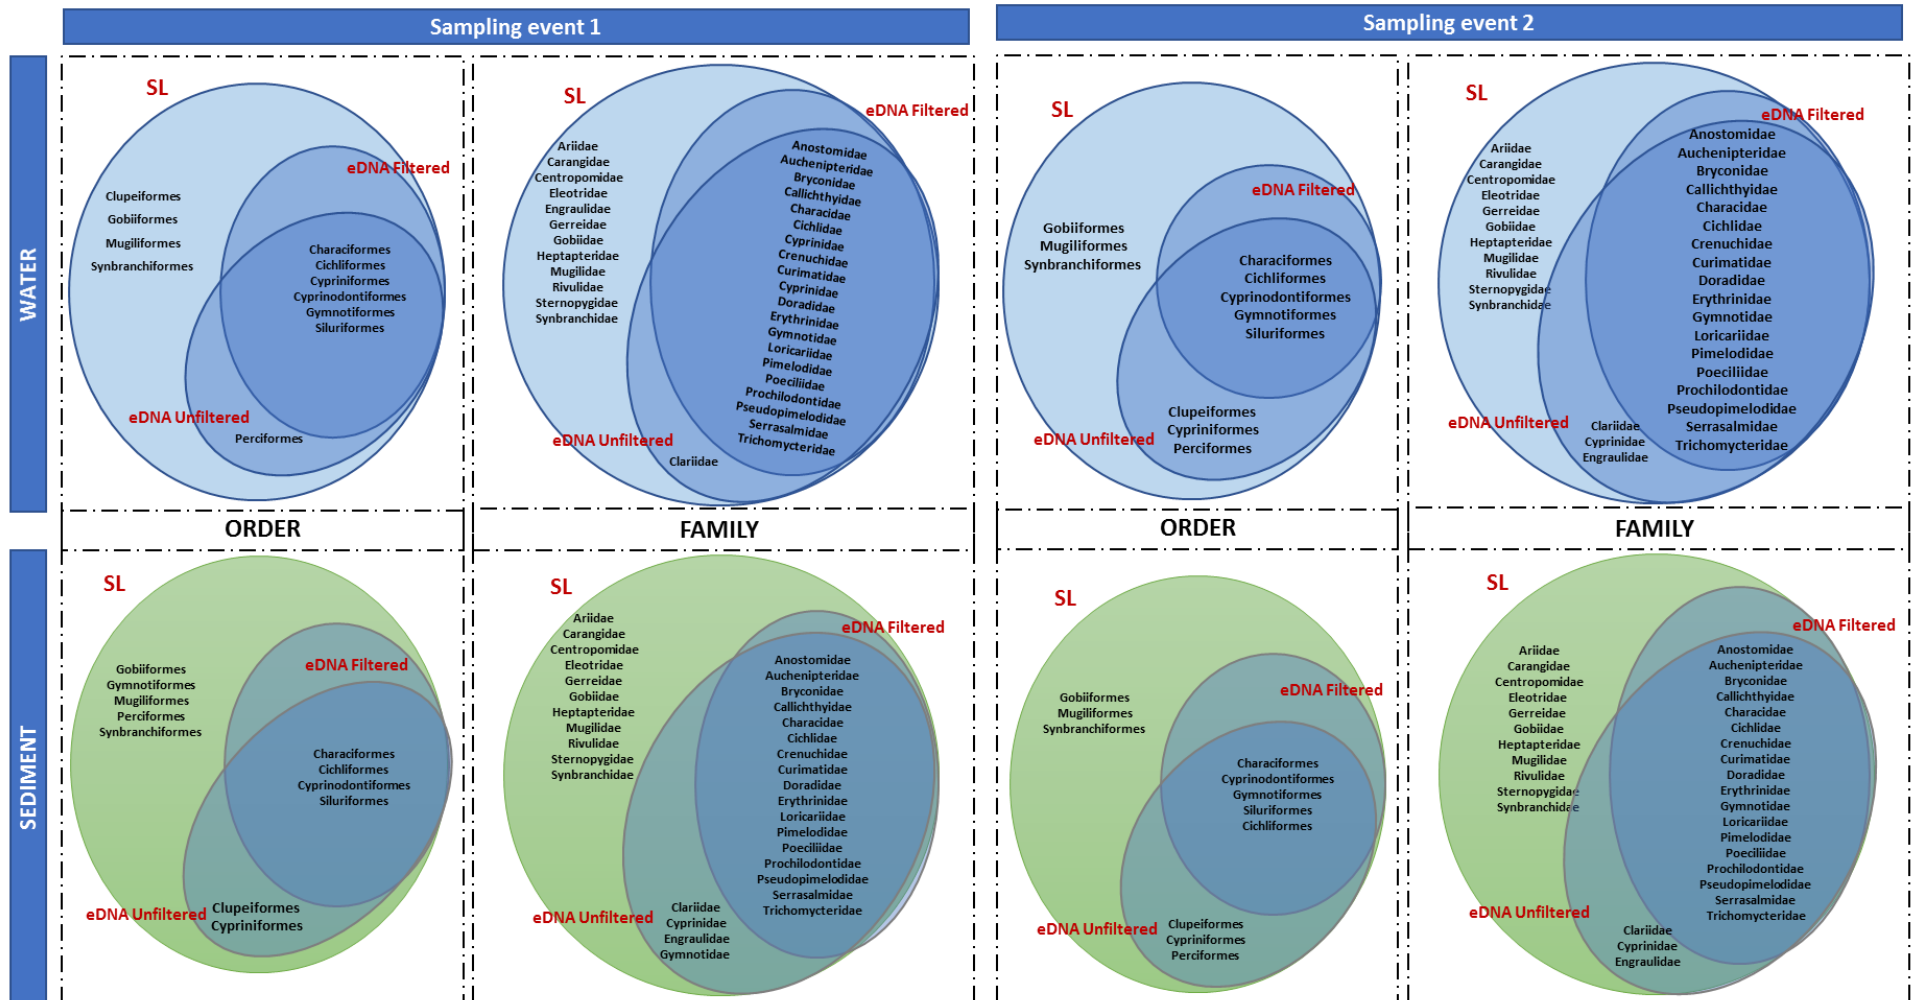 Sampling event 1
Sampling event 2
WATER
SL
eDNA Filtered
Clupeiformes
Gobiiformes
Mugiliformes
Synbranchiformes
Characiformes
Cichliformes
Cypriniformes
Cyprinodontiformes
Gymnotiformes
Siluriformes
eDNA Unfiltered
Perciformes
SL
eDNA Filtered
Ariidae
Carangidae
Centropomidae
Eleotridae
Engraulidae
Gerreidae
Gobiidae
Heptapteridae
Mugilidae
Rivulidae
Sternopygidae
Synbranchidae
Anostomidae
Auchenipteridae
Bryconidae
Callichthyidae
Characidae
Cichlidae
Cyprinidae
Crenuchidae
Curimatidae
Cyprinidae
Doradidae
Erythrinidae
Gymnotidae
Loricariidae
Pimelodidae
Poeciliidae
Prochilodontidae
Pseudopimelodidae
Serrasalmidae
Trichomycteridae
eDNA Unfiltered
Clariidae
SL
eDNA Filtered
Gobiiformes
Mugiliformes
Synbranchiformes
Characiformes
Cichliformes
Cyprinodontiformes
Gymnotiformes
Siluriformes
eDNA Unfiltered
Clupeiformes
Cypriniformes
Perciformes
SL
eDNA Filtered
Ariidae
Carangidae
Centropomidae
Eleotridae
Gerreidae
Gobiidae
Heptapteridae
Mugilidae
Rivulidae
Sternopygidae
Synbranchidae
Anostomidae
Auchenipteridae
Bryconidae
Callichthyidae
Characidae
Cichlidae
Crenuchidae
Curimatidae
Doradidae
Erythrinidae
Gymnotidae
Loricariidae
Pimelodidae
Poeciliidae
Prochilodontidae
Pseudopimelodidae
Serrasalmidae
Trichomycteridae
eDNA Unfiltered
Clariidae
Cyprinidae
Engraulidae
ORDER
FAMILY
ORDER
FAMILY
SEDIMENT
SL
eDNA Filtered
Gobiiformes
Gymnotiformes
Mugiliformes
Perciformes
Synbranchiformes
Characiformes
Cichliformes
Cyprinodontiformes
Siluriformes
eDNA Unfiltered
Clupeiformes
Cypriniformes
SL
eDNA Filtered
Ariidae
Carangidae
Centropomidae
Eleotridae
Gerreidae
Gobiidae
Heptapteridae
Mugilidae
Rivulidae
Sternopygidae
Synbranchidae
Anostomidae
Auchenipteridae
Bryconidae
Callichthyidae
Characidae
Cichlidae
Crenuchidae
Curimatidae
Doradidae
Erythrinidae
Loricariidae
Pimelodidae
Poeciliidae
Prochilodontidae
Pseudopimelodidae
Serrasalmidae
Trichomycteridae
eDNA Unfiltered
Clariidae
Cyprinidae
Engraulidae
Gymnotidae
SL
eDNA Filtered
Gobiiformes
Mugiliformes
Synbranchiformes
Characiformes
Cyprinodontiformes
Gymnotiformes
Siluriformes
Cichliformes
eDNA Unfiltered
Clupeiformes
Cypriniformes
Perciformes
SL
eDNA Filtered
Ariidae
Carangidae
Centropomidae
Eleotridae
Gerreidae
Gobiidae
Heptapteridae
Mugilidae
Rivulidae
Sternopygidae
Synbranchidae
Anostomidae
Auchenipteridae
Bryconidae
Callichthyidae
Characidae
Cichlidae
Crenuchidae
Curimatidae
Doradidae
Erythrinidae
Gymnotidae
Loricariidae
Pimelodidae
Poeciliidae
Prochilodontidae
Pseudopimelodidae
Serrasalmidae
Trichomycteridae
eDNA Unfiltered
Clariidae
Cyprinidae
Engraulidae